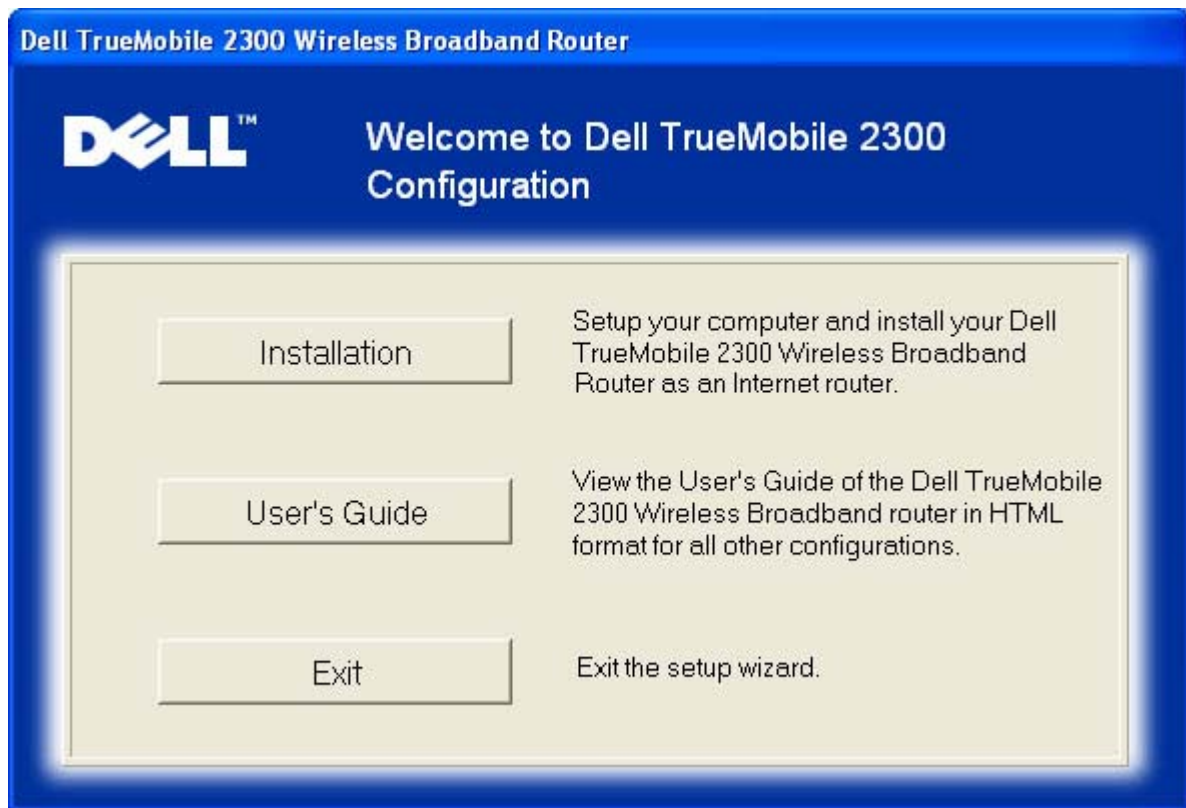 Dell TrueMobile 2300 Wireless Broadband Router
DELL™
Welcome to Dell TrueMobile 2300
Configuration
Installation
Setup your computer and install your Dell
TrueMobile 2300 Wireless Broadband
Router as an Internet router.
User's Guide
View the User's Guide of the Dell TrueMobile
2300 Wireless Broadband router in HTML
format for all other configurations.
Exit
Exit the setup wizard.